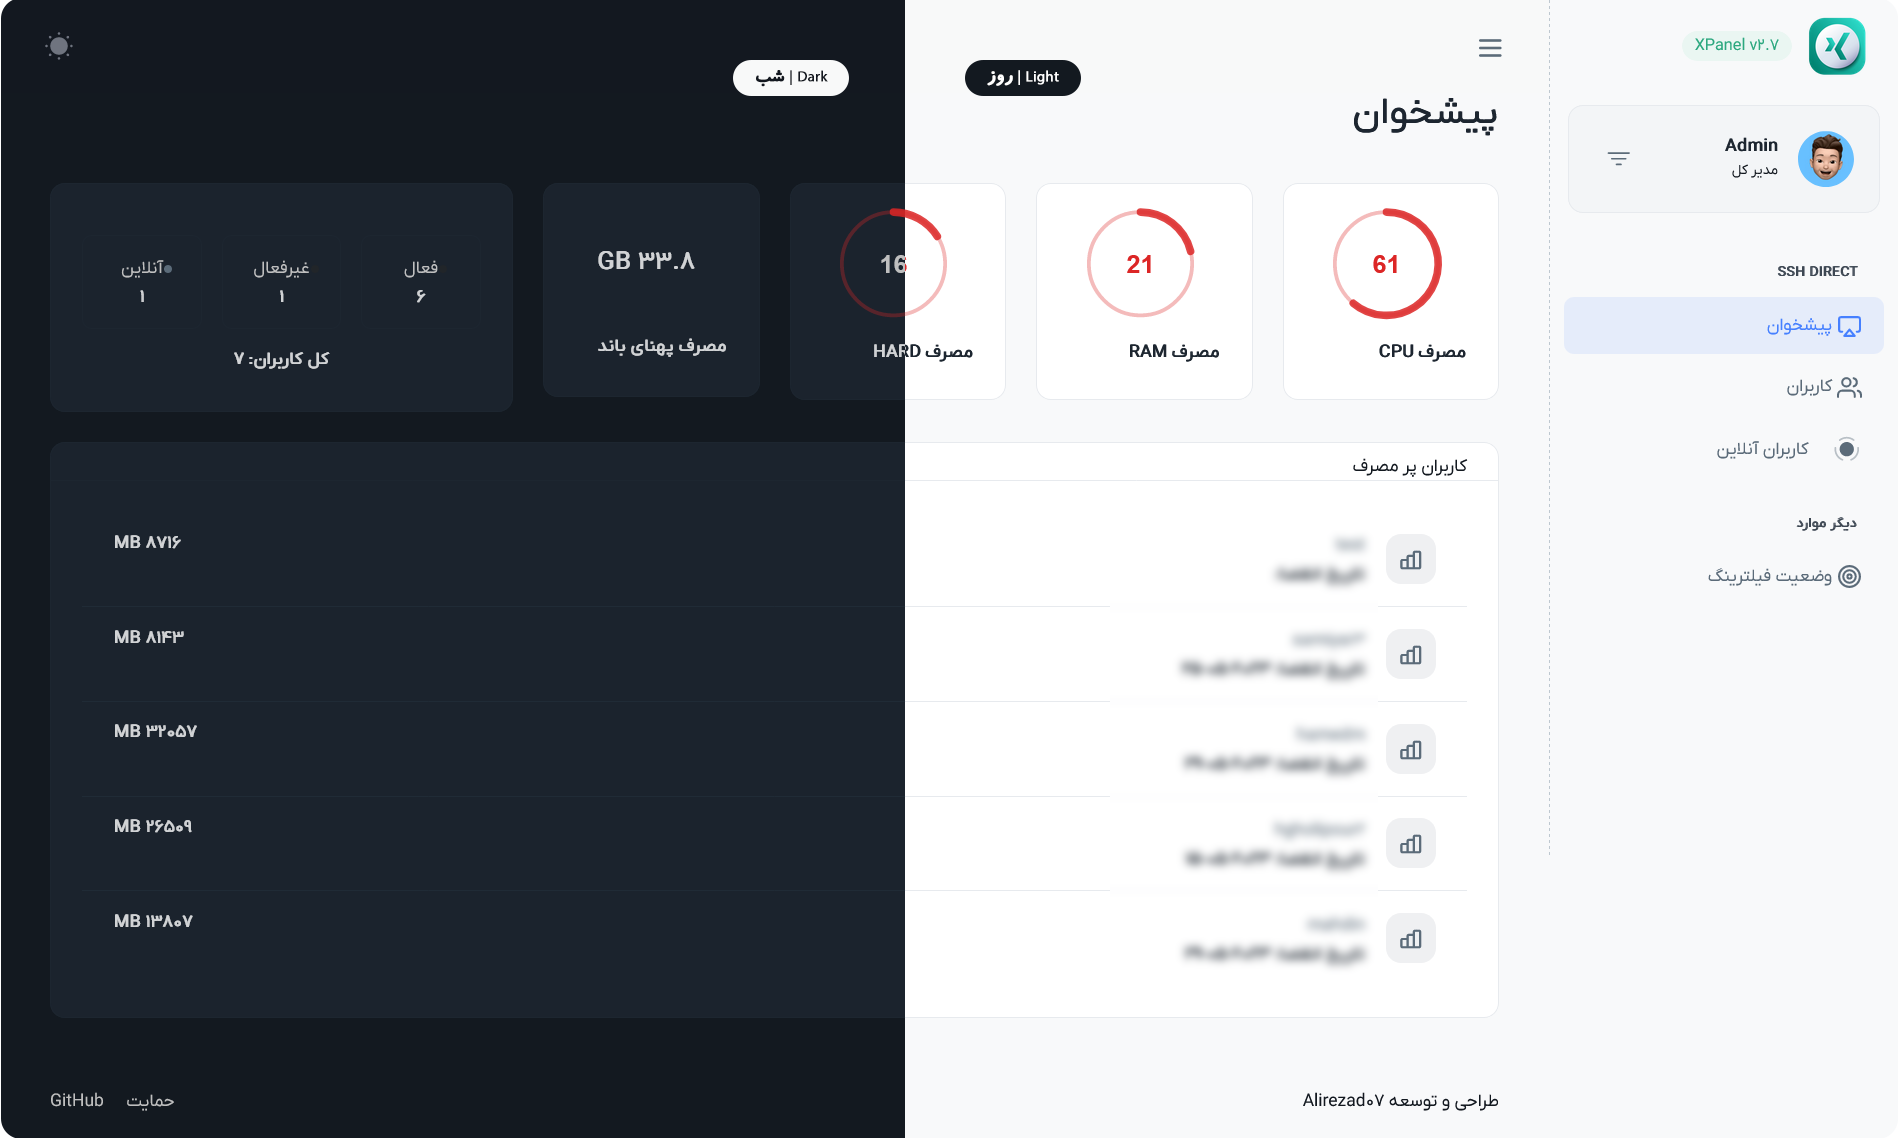 XPanel v۲.۷
Admin
مدیر کل
SSH DIRECT
پیشخوان
کاربران
کاربران آنلاین
دیگر موارد
وضعیت فیلترینگ
روز | Light
شب | Dark
پیشخوان
61
مصرف CPU
21
مصرف RAM
16
مصرف HARD
GB ۳۳.۸
مصرف پهنای باند
فعال
۶
غیرفعال
۱
آنلاین
۱
کل کاربران: ۷
کاربران پر مصرف
MB ۸۷۱۶
MB ۸۱۴۳
MB ۳۲۰۵۷
MB ۲۶۵۰۹
MB ۱۳۸۰۷
طراحی و توسعه Alirezad۰۷
حمایت
GitHub